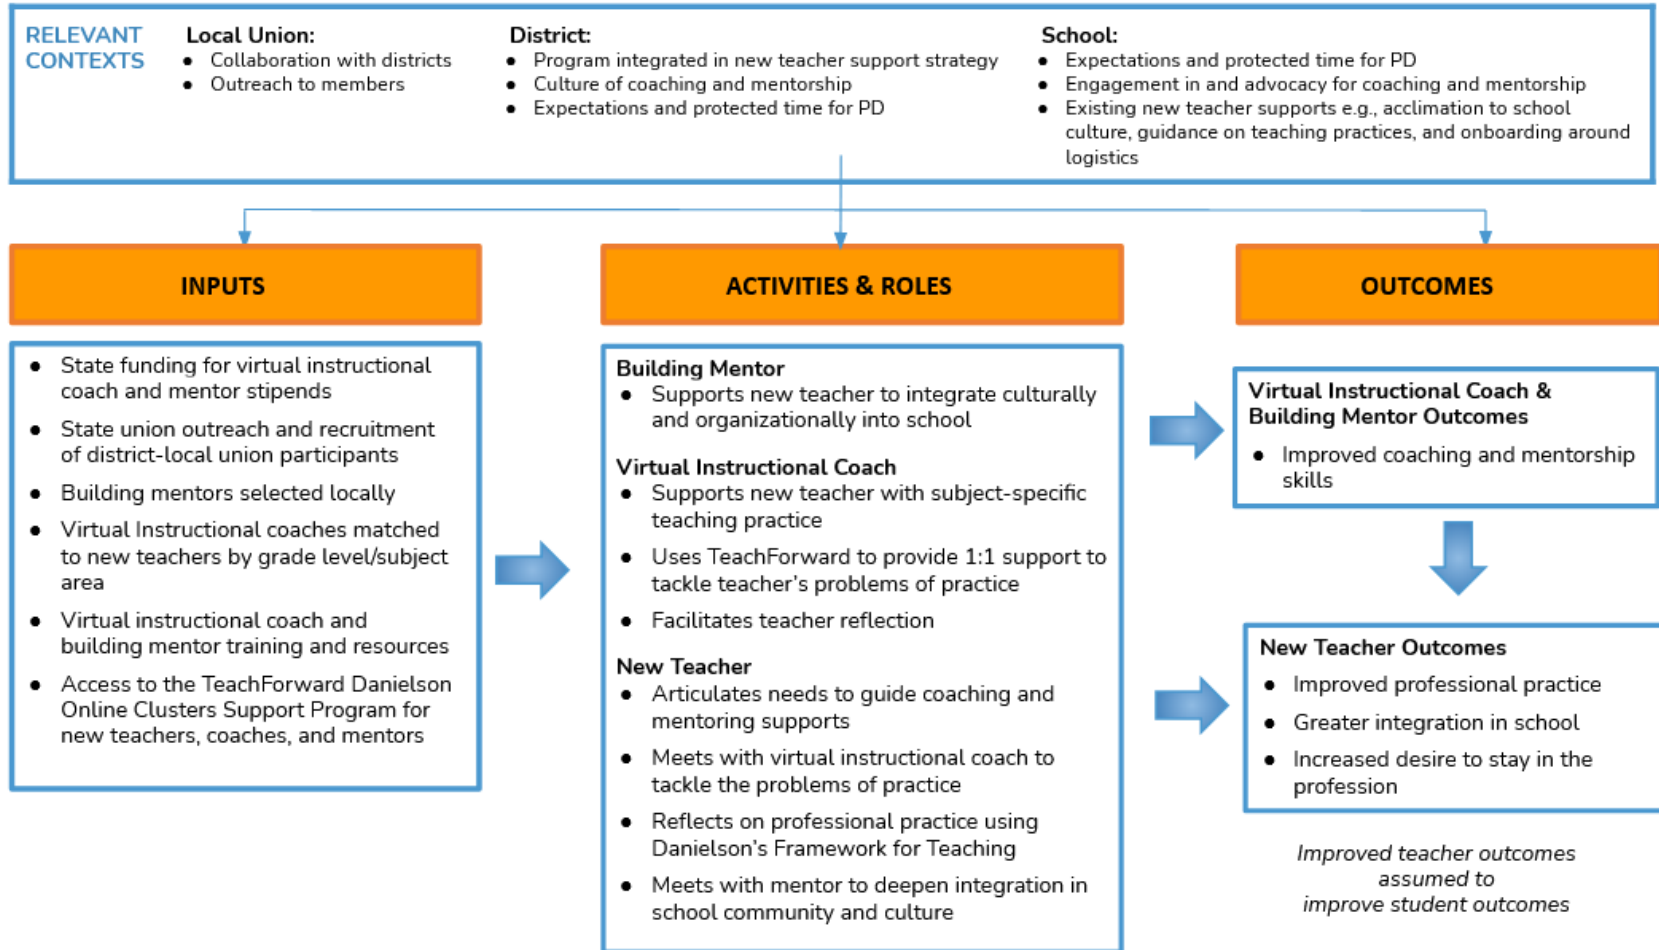 RELEVANT
CONTEXTS
Local Union:
● Collaboration with districts
● Outreach to members
District:
● Program integrated in new teacher support strategy
● Culture of coaching and mentorship
● Expectations and protected time for PD
School:
● Expectations and protected time for PD
● Engagement in and advocacy for coaching and mentorship
● Existing new teacher supports e.g., acclimation to school
culture, guidance on teaching practices, and onboarding around
logistics
INPUTS
● State funding for virtual instructional
coach and mentor stipends
● State union outreach and recruitment
of district-local union participants
● Building mentors selected locally
● Virtual Instructional coaches matched
to new teachers by grade level/subject
area
● Virtual instructional coach and
building mentor training and resources
● Access to the TeachForward Danielson
Online Clusters Support Program for
new teachers, coaches, and mentors
ACTIVITIES & ROLES
Building Mentor
● Supports new teacher to integrate culturally
and organizationally into school
Virtual Instructional Coach
● Supports new teacher with subject-specific
teaching practice
● Uses TeachForward to provide 1:1 support to
tackle teacher's problems of practice
● Facilitates teacher reflection
New Teacher
● Articulates needs to guide coaching and
mentoring supports
● Meets with virtual instructional coach to
tackle the problems of practice
● Reflects on professional practice using
Danielson's Framework for Teaching
● Meets with mentor to deepen integration in
school community and culture
OUTCOMES
Virtual Instructional Coach &
Building Mentor Outcomes
● Improved coaching and mentorship
skills
New Teacher Outcomes
● Improved professional practice
● Greater integration in school
● Increased desire to stay in the
profession
Improved teacher outcomes
assumed to
improve student outcomes